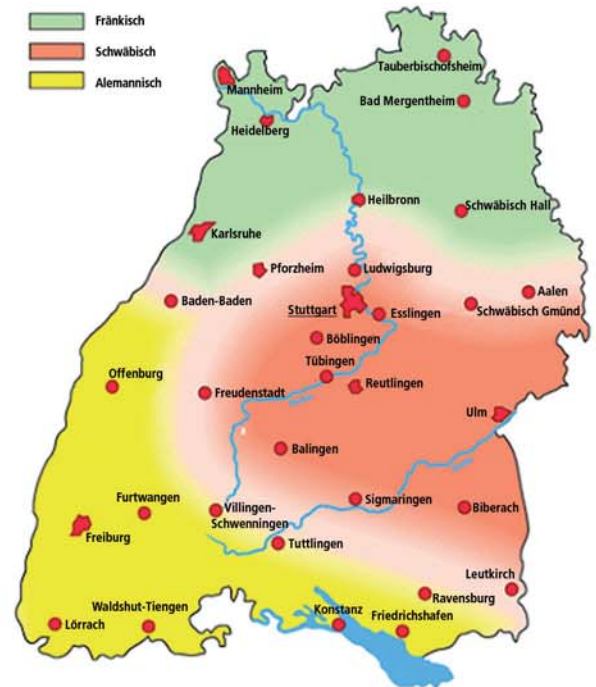 Fränkisch
Schwäbisch
Alemannisch
Tauberbischofsheim
Mannheim
Bad Mergentheim
Heidelberg
Heilbronn
Schwäbisch Hall
Karlsruhe
Pforzheim
Ludwigsburg
Baden-Baden
Stuttgart
Esslingen
Aalen
Schwäbisch Gmünd
Böblingen
Tübingen
Offenburg
Freudenstadt
Reutlingen
Ulm
Balingen
Furtwangen
Villingen-
Schwenningen
Sigmaringen
Biberach
Freiburg
Tuttlingen
Leutkirch
Ravensburg
Waldshut-Tiengen
Konstanz
Friedrichshafen
Lörrach